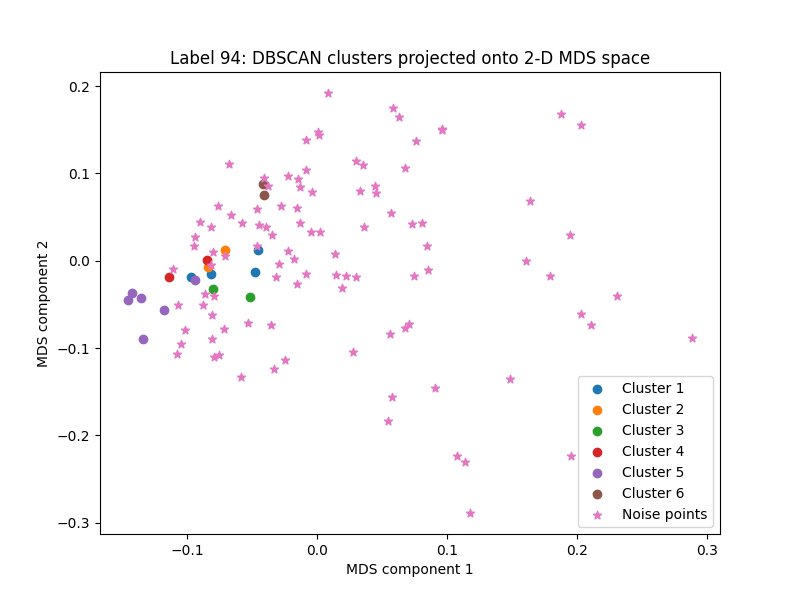 Label 94: DBSCAN clusters projected onto 2-D MDS space
0.2
0.1
0.0
−0.1
−0.2
−0.3
MDS component 2
−0.1
0.0
0.1
0.2
0.3
MDS component 1
Cluster 1
Cluster 2
Cluster 3
Cluster 4
Cluster 5
Cluster 6
Noise points